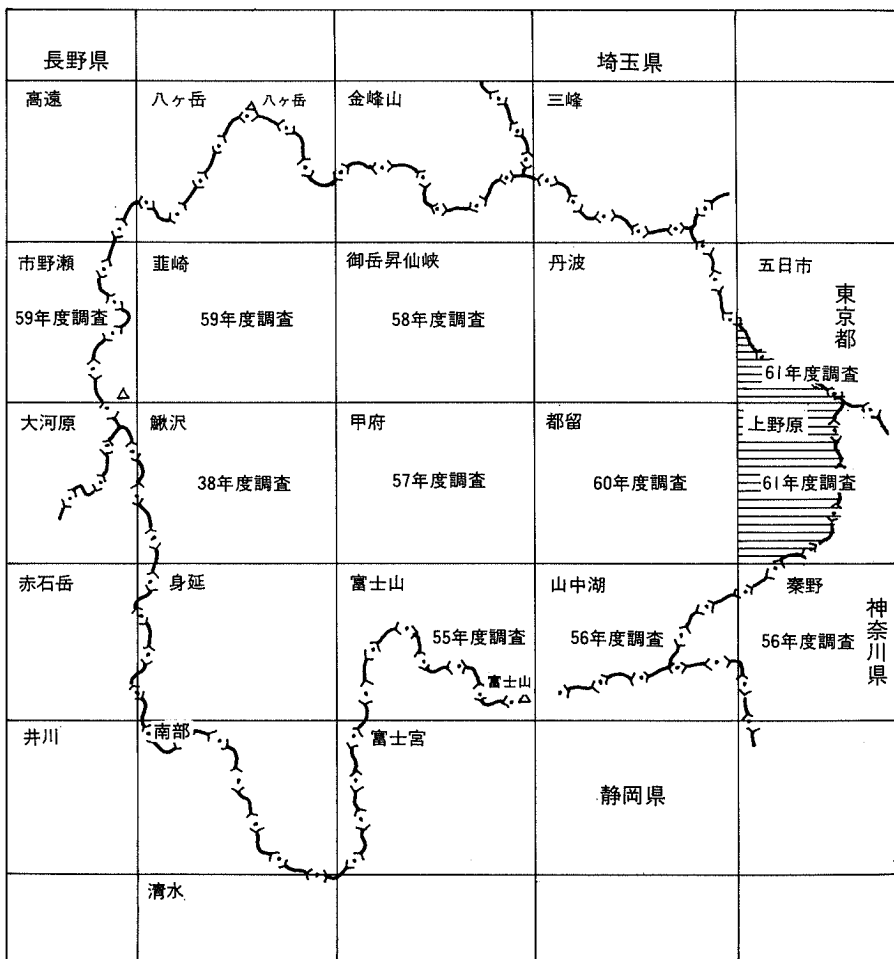 長野県
埼玉県
高遠
八ヶ岳
八ヶ岳
金峰山
三峰
市野瀬
韮崎
御岳昇仙峡
丹波
五日市
東京都
59年度調査
59年度調査
58年度調査
61年度調査
大河原
鰍沢
甲府
都留
上野原
38年度調査
57年度調査
60年度調査
61年度調査
赤石岳
身延
富士山
山中湖
秦野
神奈川県
55年度調査
56年度調査
56年度調査
富士山
井川
南部
富士宮
静岡県
清水